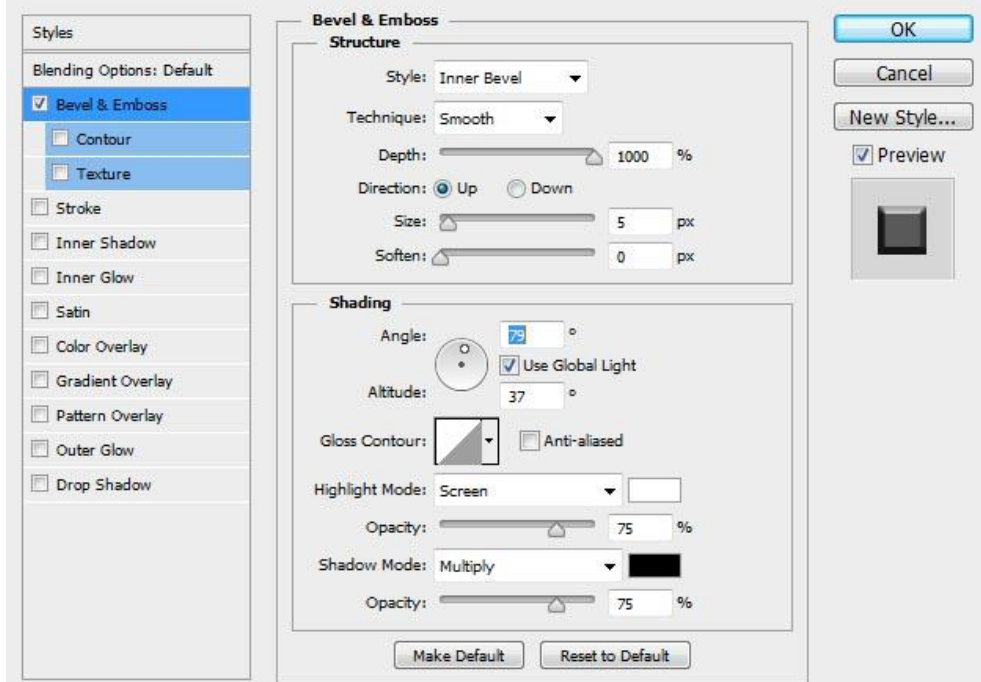 Styles
Blending Options: Default
Bevel & Emboss
Contour
Texture
Stroke
Inner Shadow
Inner Glow
Satin
Color Overlay
Gradient Overlay
Pattern Overlay
Outer Glow
Drop Shadow
Bevel & Emboss
Structure
Style: Inner Bevel
Technique: Smooth
Depth: 1000 %
Direction: Up Down
Size: 5 px
Soften: 0 px
Shading
Angle: 79 °
Use Global Light
Altitude: 37 °
Gloss Contour: Anti-aliased
Highlight Mode: Screen
Opacity: 75 %
Shadow Mode: Multiply
Opacity: 75 %
Make Default Reset to Default
OK
Cancel
New Style...
Preview